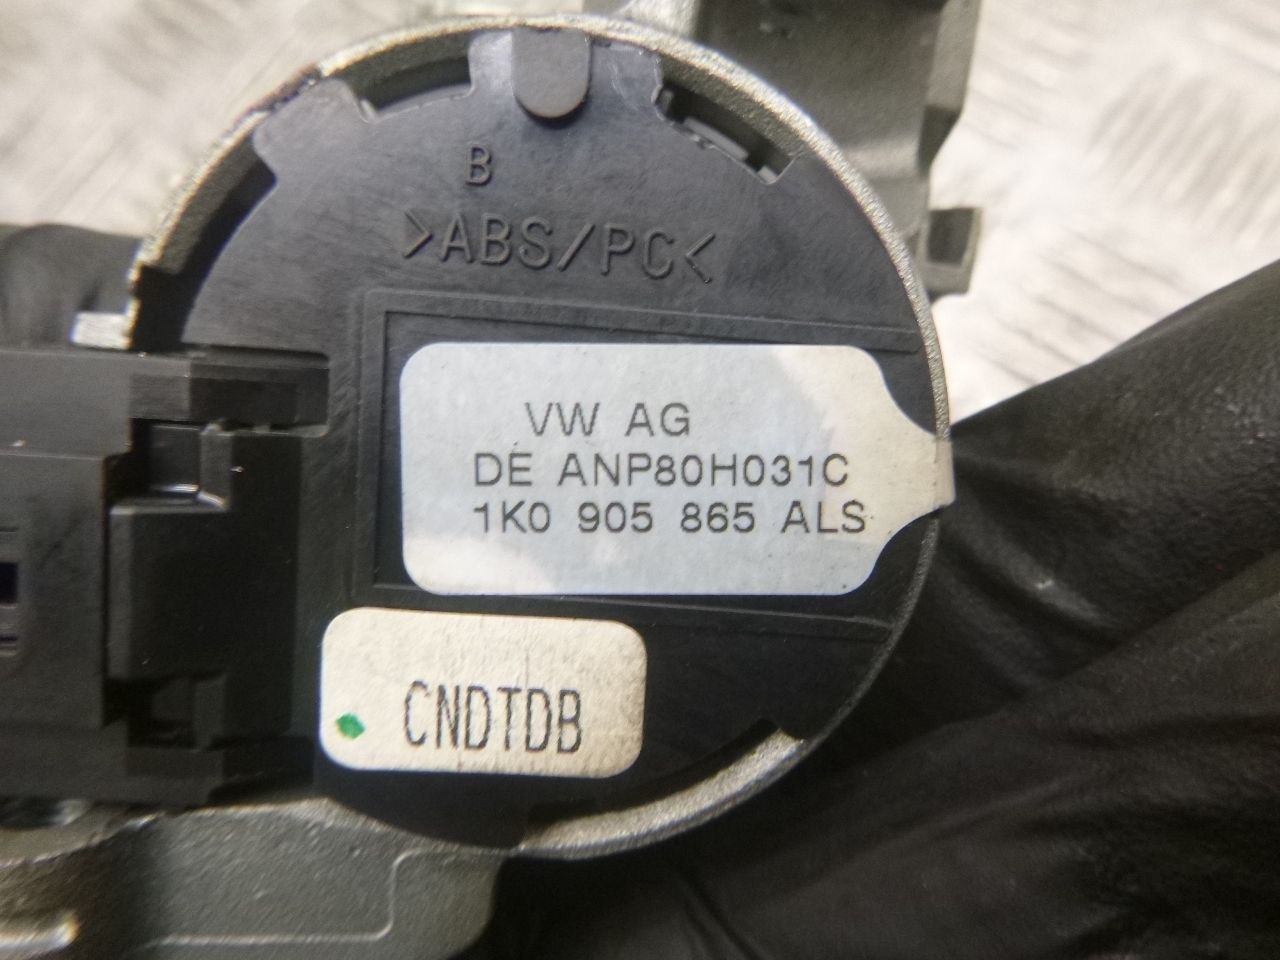 B
>ABS/PC<
VW AG
DE ANP80H031C
1K0 905 865 ALS
CNDTDB